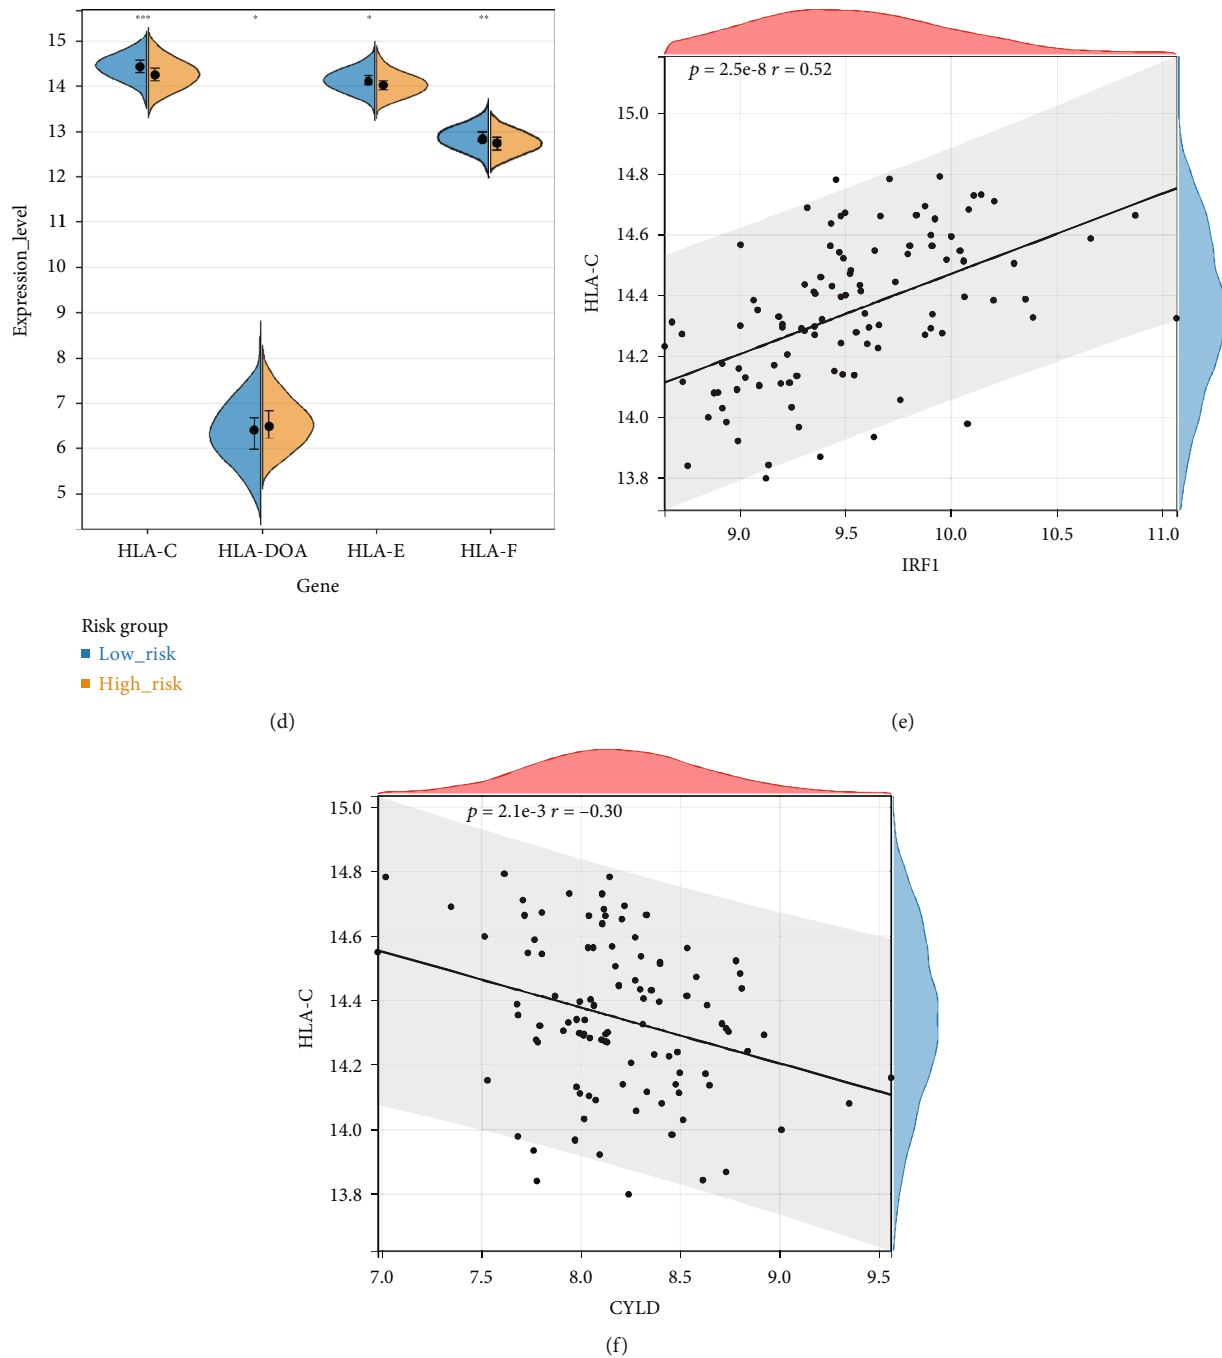 *** * * **
15
14
13
12
11
10
9
8
7
6
5
Expression_level
HLA-C HLA-DOA HLA-E HLA-F
Gene
Risk group
Low_risk
High_risk
(d)
p = 2.5e-8 r = 0.52
15.0
14.8
14.6
14.4
14.2
14.0
13.8
HLA-C
9.0 9.5 10.0 10.5 11.0
IRF1
(e)
p = 2.1e-3 r = –0.30
15.0
14.8
14.6
14.4
14.2
14.0
13.8
HLA-C
7.0 7.5 8.0 8.5 9.0 9.5
CYLD
(f)